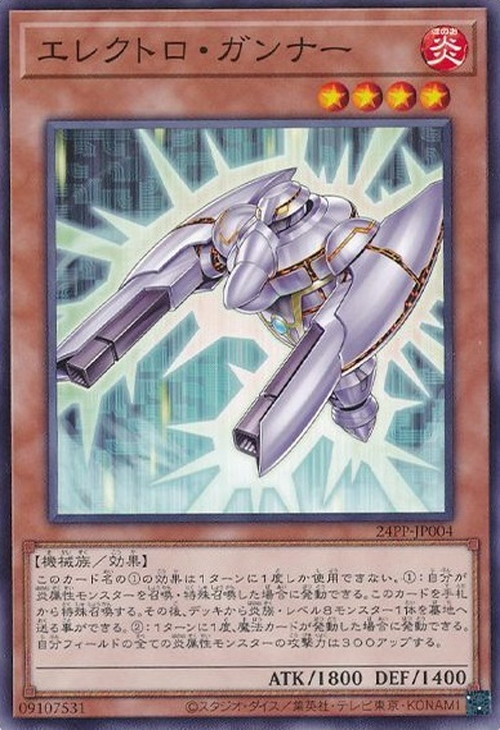 エレクトロ・ガンナー
炎
24PP-JP004
【機械族／効果】
このカード名の①の効果は１ターンに１度しか使用できない。①：自分が
炎属性モンスターを召喚・特殊召喚した場合に発動できる。このカードを手札
から特殊召喚する。その後、デッキから炎族・レベル８モンスター１体を墓地へ
送る事ができる。②：１ターンに１度、魔法カードが発動した場合に発動できる。
自分フィールドの全ての炎属性モンスターの攻撃力は３００アップする。
ATK/1800 DEF/1400
09107531
©スタジオ・ダイス／集英社・テレビ東京・KONAMI